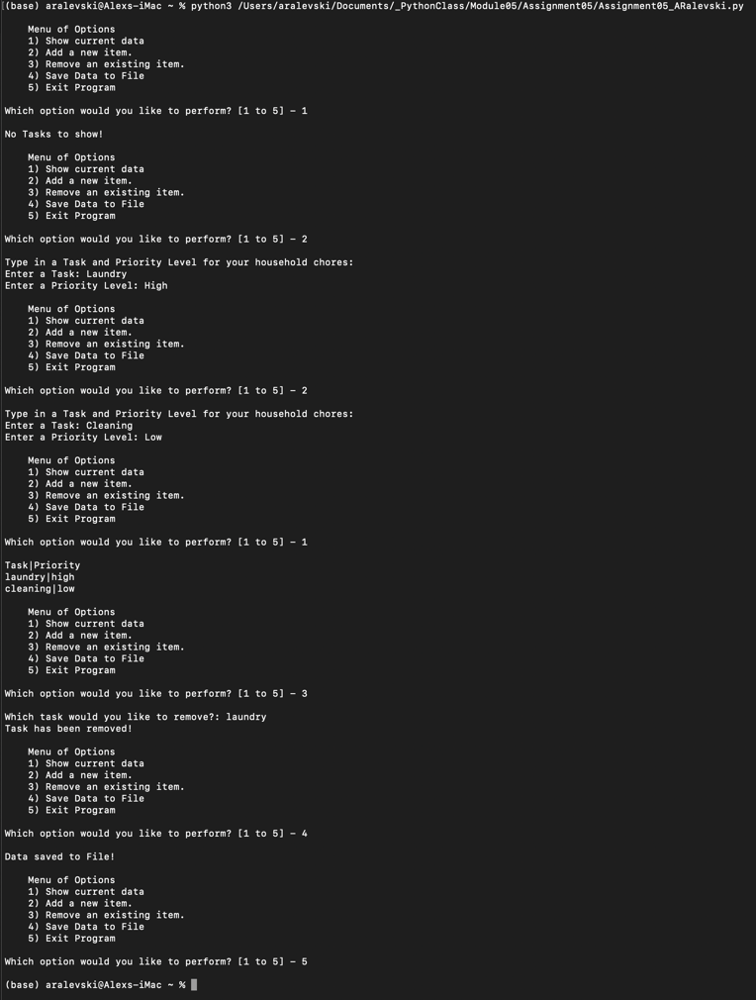 (base) aralevski@Alexs-iMac ~ % python3 /Users/aralevski/Documents/_PythonClass/Module05/Assignment05/Assignment05_ARalevski.py
Menu of Options
1) Show current data
2) Add a new item.
3) Remove an existing item.
4) Save Data to File
5) Exit Program
Which option would you like to perform? [1 to 5] - 1
No Tasks to show!
Menu of Options
1) Show current data
2) Add a new item.
3) Remove an existing item.
4) Save Data to File
5) Exit Program
Which option would you like to perform? [1 to 5] - 2
Type in a Task and Priority Level for your household chores:
Enter a Task: Laundry
Enter a Priority Level: High
Menu of Options
1) Show current data
2) Add a new item.
3) Remove an existing item.
4) Save Data to File
5) Exit Program
Which option would you like to perform? [1 to 5] - 2
Type in a Task and Priority Level for your household chores:
Enter a Task: Cleaning
Enter a Priority Level: Low
Menu of Options
1) Show current data
2) Add a new item.
3) Remove an existing item.
4) Save Data to File
5) Exit Program
Which option would you like to perform? [1 to 5] - 1
Task|Priority
laundry|high
cleaning|low
Menu of Options
1) Show current data
2) Add a new item.
3) Remove an existing item.
4) Save Data to File
5) Exit Program
Which option would you like to perform? [1 to 5] - 3
Which task would you like to remove?: laundry
Task has been removed!
Menu of Options
1) Show current data
2) Add a new item.
3) Remove an existing item.
4) Save Data to File
5) Exit Program
Which option would you like to perform? [1 to 5] - 4
Data saved to File!
Menu of Options
1) Show current data
2) Add a new item.
3) Remove an existing item.
4) Save Data to File
5) Exit Program
Which option would you like to perform? [1 to 5] - 5
(base) aralevski@Alexs-iMac ~ %